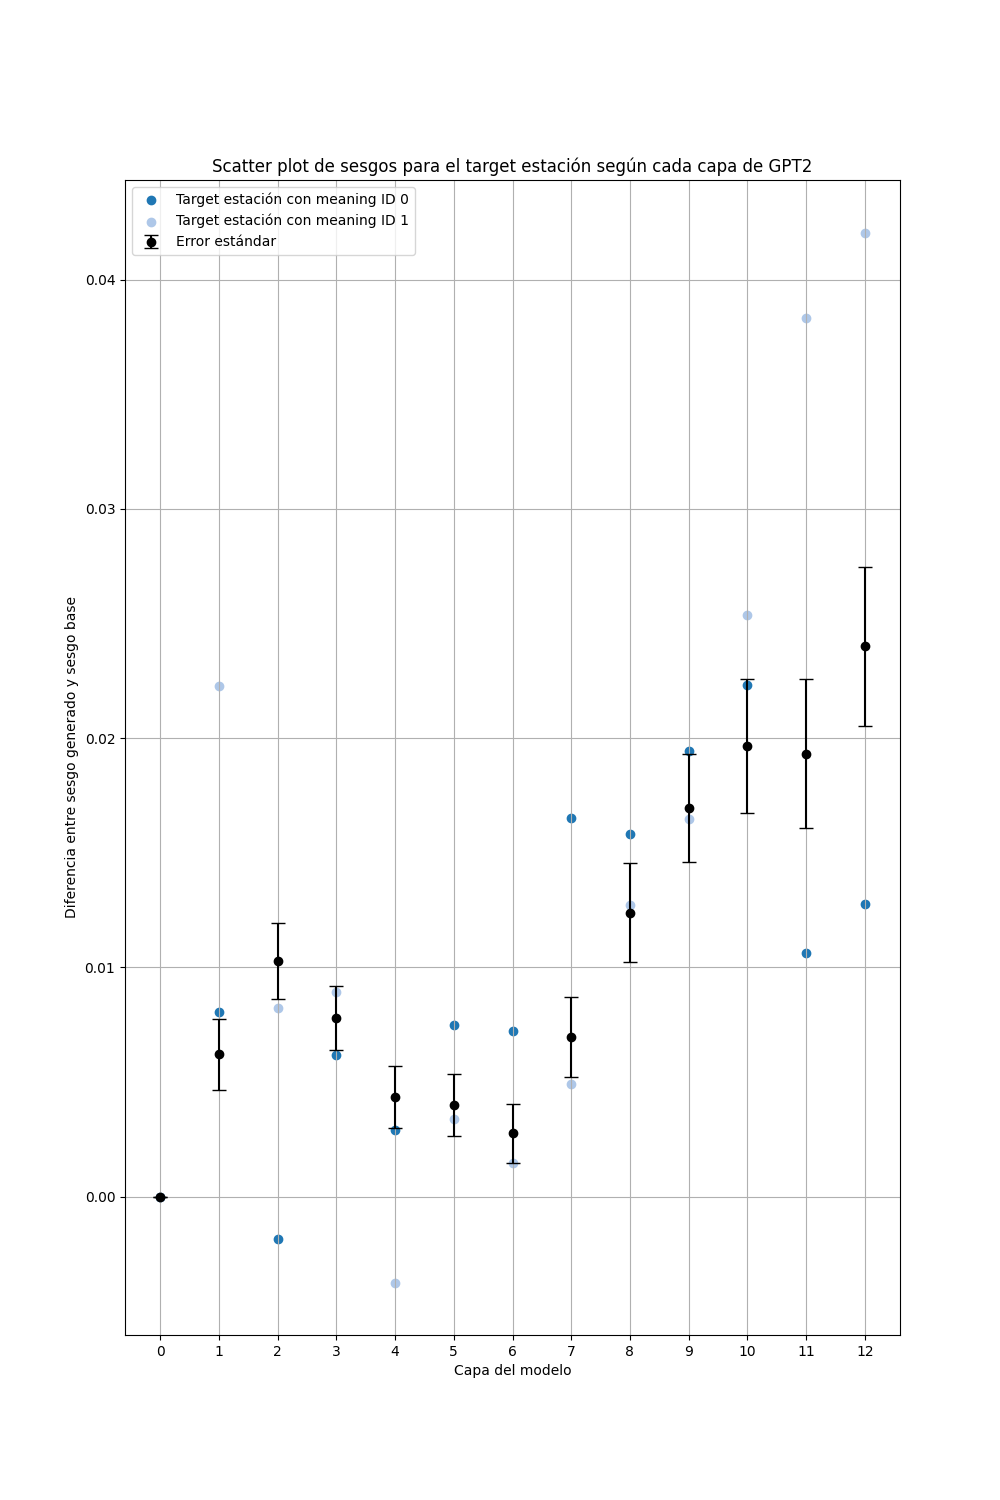 Scatter plot de sesgos para el target estación según cada capa de GPT2
Target estación con meaning ID 0
Target estación con meaning ID 1
Error estándar
0.04
0.03
0.02
0.01
0.00
Diferencia entre sesgo generado y sesgo base
0 1 2 3 4 5 6 7 8 9 10 11 12
Capa del modelo